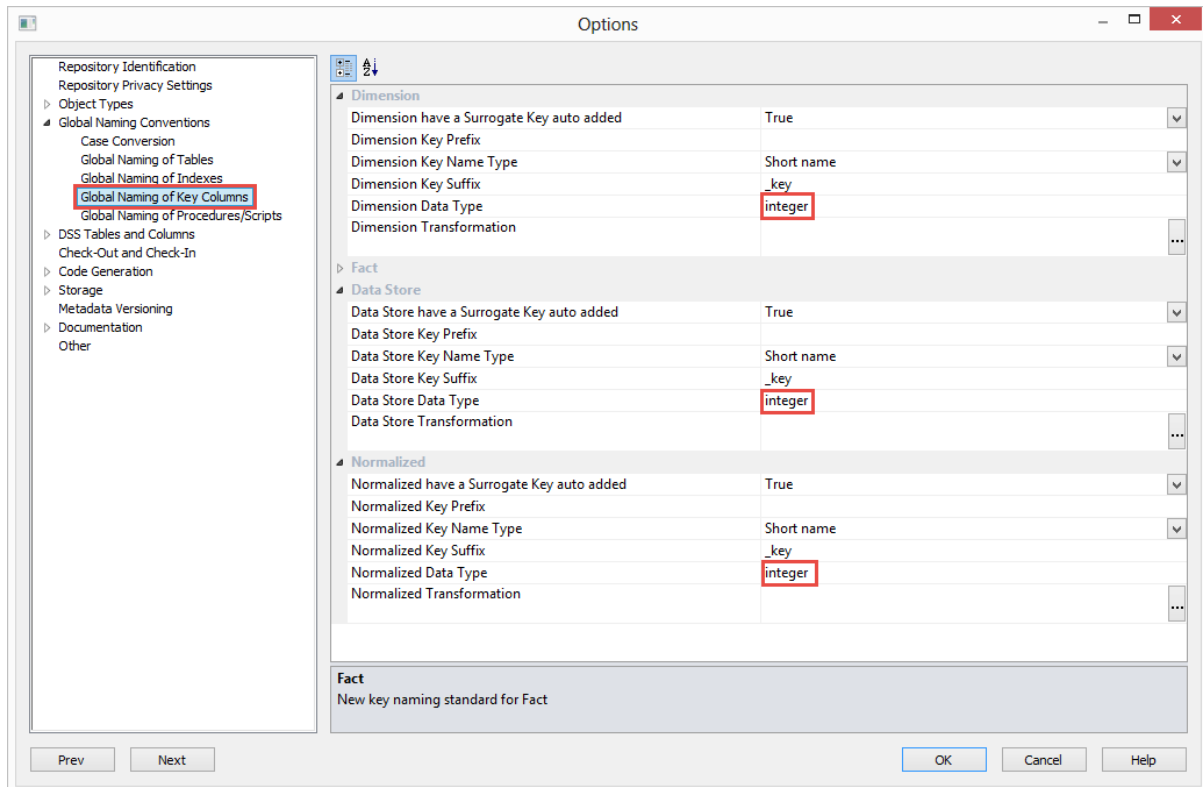 Options
Repository Identification
Repository Privacy Settings
Object Types
Global Naming Conventions
Case Conversion
Global Naming of Tables
Global Naming of Indexes
Global Naming of Key Columns
Global Naming of Procedures/Scripts
DSS Tables and Columns
Check-Out and Check-In
Code Generation
Storage
Metadata Versioning
Documentation
Other
Dimension
Dimension have a Surrogate Key auto added True
Dimension Key Prefix
Dimension Key Name Type Short name
Dimension Key Suffix _key
Dimension Data Type integer
Dimension Transformation
...
Fact
Data Store
Data Store have a Surrogate Key auto added True
Data Store Key Prefix
Data Store Key Name Type Short name
Data Store Key Suffix _key
Data Store Data Type integer
Data Store Transformation
...
Normalized
Normalized have a Surrogate Key auto added True
Normalized Key Prefix
Normalized Key Name Type Short name
Normalized Key Suffix _key
Normalized Data Type integer
Normalized Transformation
...
Fact
New key naming standard for Fact
Prev Next OK Cancel Help